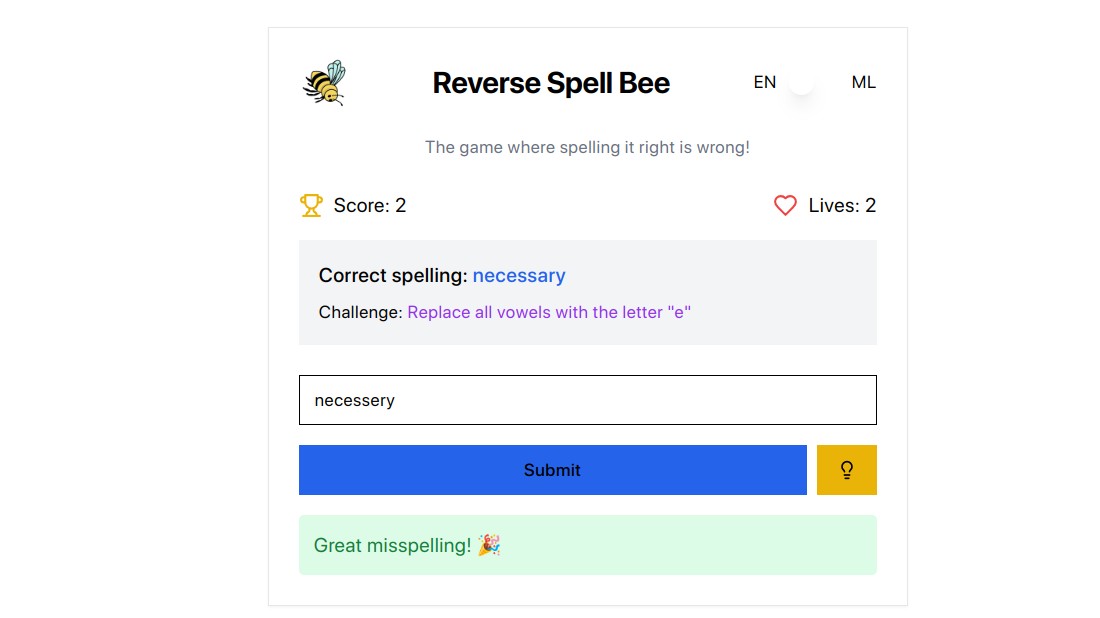 Reverse Spell Bee
EN ML
The game where spelling it right is wrong!
Score: 2
Lives: 2
Correct spelling: necessary
Challenge: Replace all vowels with the letter "e"
necessery
Submit
Great misspelling! 🎉